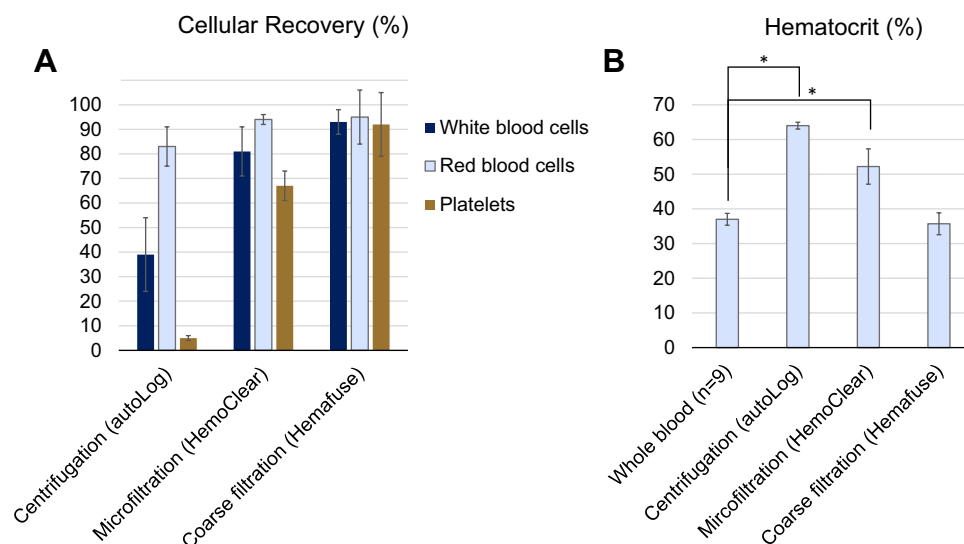 Cellular Recovery (%)
A
100
90
80
70
60
50
40
30
20
10
0
White blood cells
Red blood cells
Platelets
Centrifugation (autoLog)
Microfiltration (HemoClear)
Coarse filtration (Hemafuse)
Hematocrit (%)
B
*
*
70
60
50
40
30
20
10
0
Whole blood (n=9)
Centrifugation (autoLog)
Mircofiltration (HemoClear)
Coarse filtration (Hemafuse)